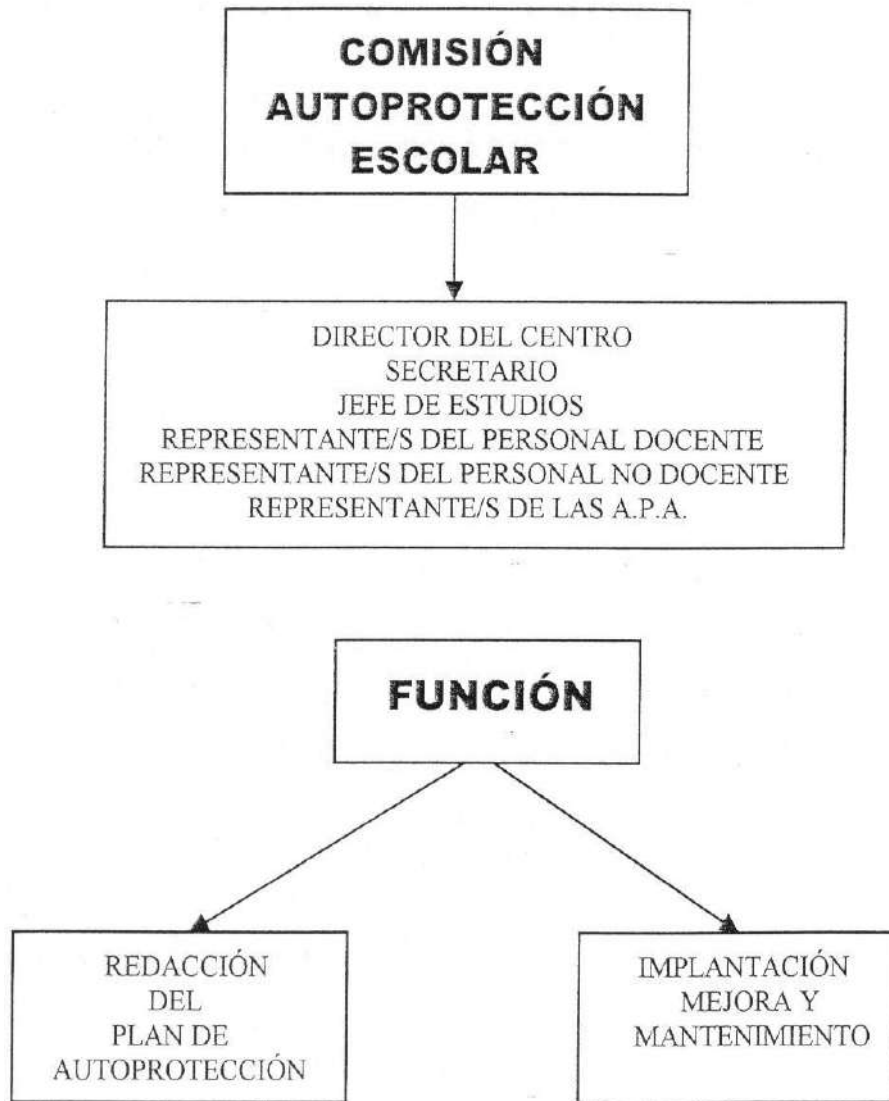 COMISIÓN
AUTOPROTECCIÓN
ESCOLAR
DIRECTOR DEL CENTRO
SECRETARIO
JEFE DE ESTUDIOS
REPRESENTANTE/S DEL PERSONAL DOCENTE
REPRESENTANTE/S DEL PERSONAL NO DOCENTE
REPRESENTANTE/S DE LAS A.P.A.
FUNCIÓN
REDACCIÓN
DEL
PLAN DE
AUTOPROTECCIÓN
IMPLANTACIÓN
MEJORA Y
MANTENIMIENTO